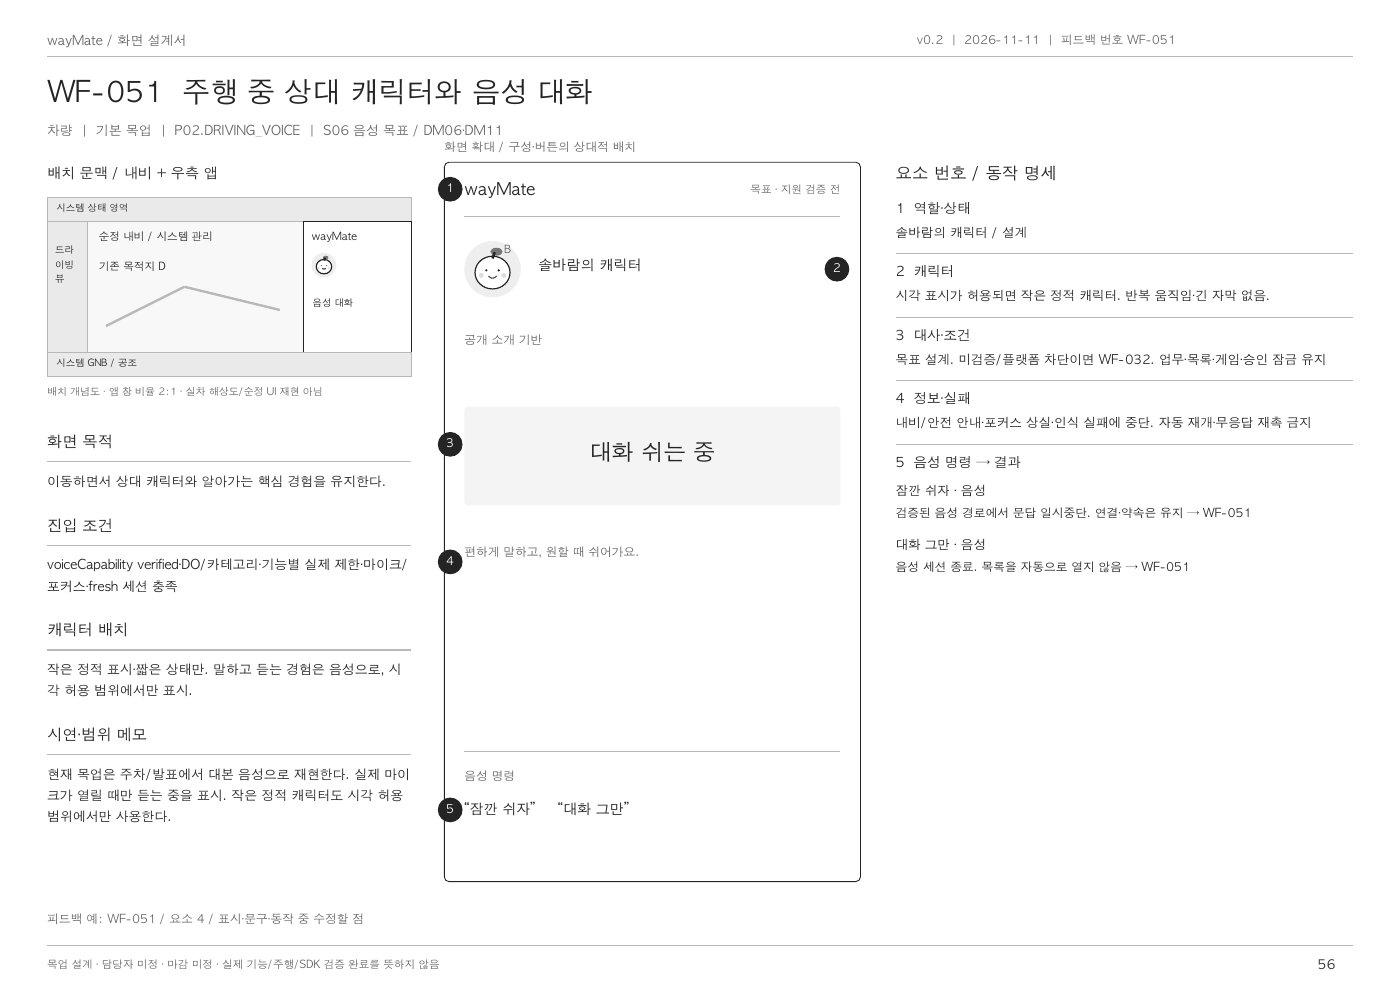 wayMate / 화면 설계서
v0.2 | 2026-11-11 | 피드백 번호 WF-051
WF-051 주행 중 상대 캐릭터와 음성 대화
차량 | 기본 목업 | P02.DRIVING_VOICE | S06 음성 목표 / DM06·DM11
배치 문맥 / 내비 + 우측 앱
시스템 상태 영역
드라
이빙
뷰
순정 내비 / 시스템 관리
기존 목적지 D
wayMate
음성 대화
시스템 GNB / 공조
배치 개념도 · 앱 창 비율 2:1 · 실차 해상도/순정 UI 재현 아님
화면 목적
이동하면서 상대 캐릭터와 알아가는 핵심 경험을 유지한다.
진입 조건
voiceCapability verified·DO/카테고리·기능별 실제 제한·마이크/
포커스·fresh 세션 충족
캐릭터 배치
작은 정적 표시·짧은 상태만. 말하고 듣는 경험은 음성으로, 시
각 허용 범위에서만 표시.
시연·범위 메모
현재 목업은 주차/발표에서 대본 음성으로 재현한다. 실제 마이
크가 열릴 때만 듣는 중을 표시. 작은 정적 캐릭터도 시각 허용
범위에서만 사용한다.
화면 확대 / 구성·버튼의 상대적 배치
1 wayMate
목표 · 지원 검증 전
B
솔바람의 캐릭터
2
공개 소개 기반
3
대화 쉬는 중
4
편하게 말하고, 원할 때 쉬어가요.
음성 명령
5 “잠깐 쉬자” “대화 그만”
요소 번호 / 동작 명세
1 역할·상태
솔바람의 캐릭터 / 설계
2 캐릭터
시각 표시가 허용되면 작은 정적 캐릭터. 반복 움직임·긴 자막 없음.
3 대사·조건
목표 설계. 미검증/플랫폼 차단이면 WF-032. 업무·목록·게임·승인 잠금 유지
4 정보·실패
내비/안전 안내·포커스 상실·인식 실패에 중단. 자동 재개·무응답 재촉 금지
5 음성 명령 → 결과
잠깐 쉬자 · 음성
검증된 음성 경로에서 문답 일시중단. 연결·약속은 유지 → WF-051
대화 그만 · 음성
음성 세션 종료. 목록을 자동으로 열지 않음 → WF-051
피드백 예: WF-051 / 요소 4 / 표시·문구·동작 중 수정할 점
목업 설계 · 담당자 미정 · 마감 미정 · 실제 기능/주행/SDK 검증 완료를 뜻하지 않음
56